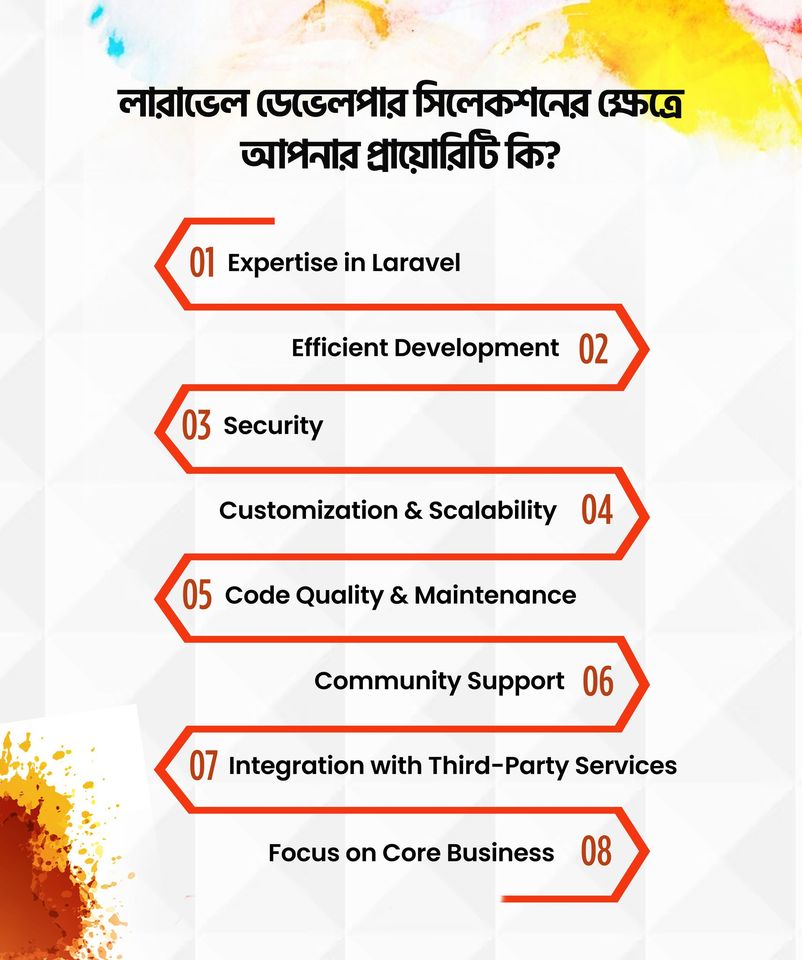 লারাভেল ডেভেলপার সিলেকশনের ক্ষেত্রে
আপনার প্রায়োরিটি কি?
01 Expertise in Laravel
Efficient Development 02
03 Security
Customization & Scalability 04
05 Code Quality & Maintenance
Community Support 06
07 Integration with Third-Party Services
Focus on Core Business 08